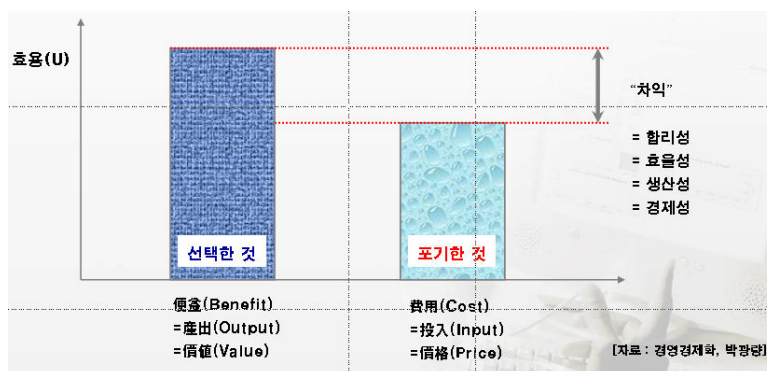 효용(U)
"차익"
= 합리성
= 효율성
= 생산성
= 경제성
선택한 것
포기한 것
便益(Benefit)
=産出(Output)
=價値(Value)
費用(Cost)
=投入(Input)
=價格(Price)
[자료 : 경영경제학, 박광량]